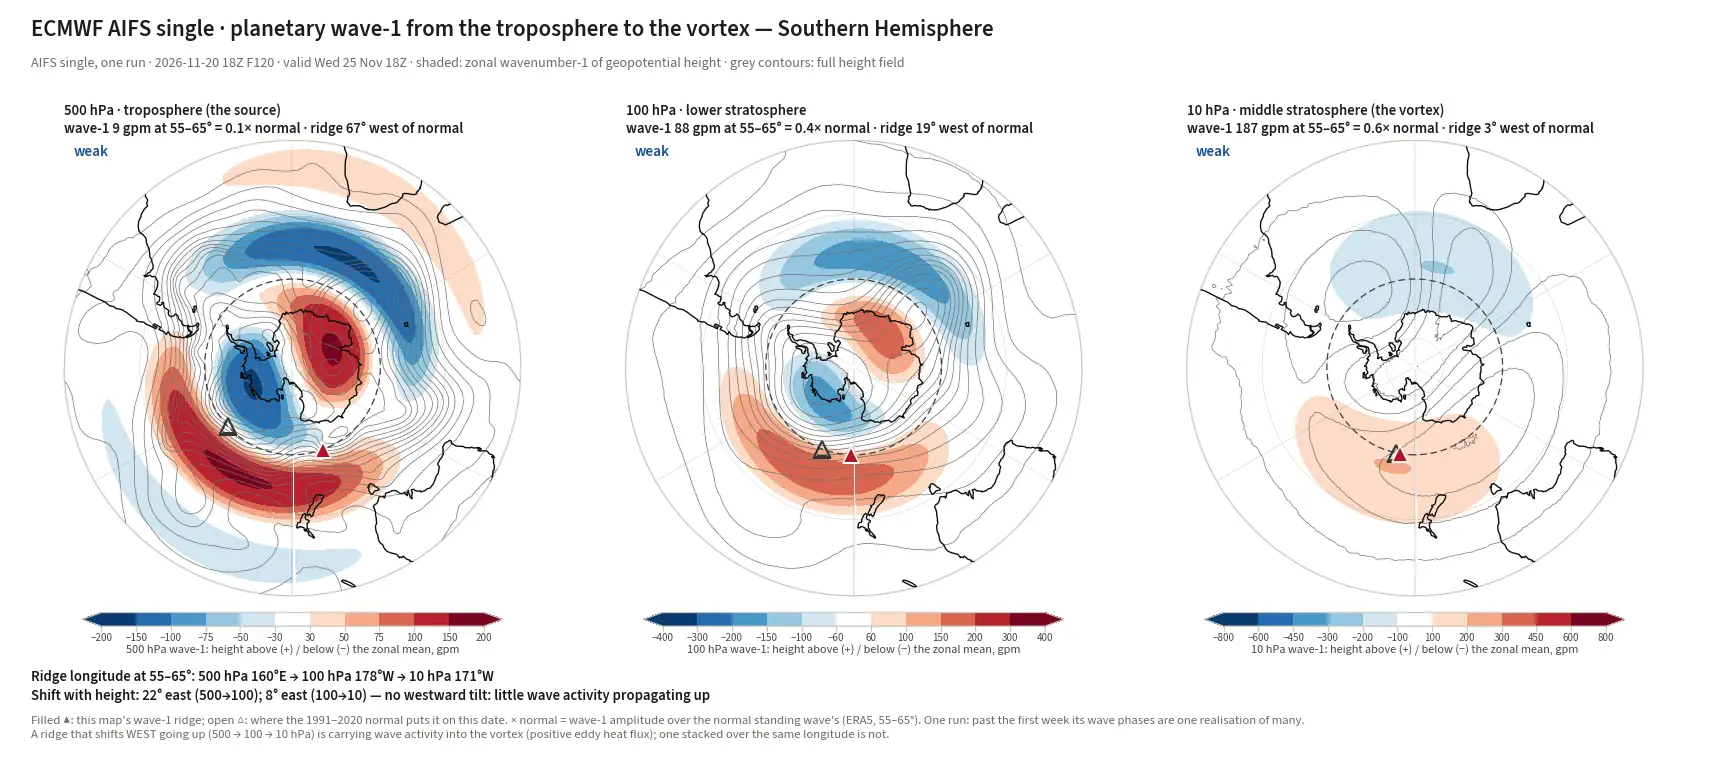 ECMWF AIFS single · planetary wave-1 from the troposphere to the vortex — Southern Hemisphere
AIFS single, one run · 2026-11-20 18Z F120 · valid Wed 25 Nov 18Z · shaded: zonal wavenumber-1 of geopotential height · grey contours: full height field
500 hPa · troposphere (the source)
wave-1 9 gpm at 55–65° = 0.1× normal · ridge 67° west of normal
weak
100 hPa · lower stratosphere
wave-1 88 gpm at 55–65° = 0.4× normal · ridge 19° west of normal
weak
10 hPa · middle stratosphere (the vortex)
wave-1 187 gpm at 55–65° = 0.6× normal · ridge 3° west of normal
weak
−200 −150 −100 −75 −50 −30 30 50 75 100 150 200
500 hPa wave-1: height above (+) / below (−) the zonal mean, gpm
−400 −300 −200 −150 −100 −60 60 100 150 200 300 400
100 hPa wave-1: height above (+) / below (−) the zonal mean, gpm
−800 −600 −450 −300 −200 −100 100 200 300 450 600 800
10 hPa wave-1: height above (+) / below (−) the zonal mean, gpm
Ridge longitude at 55–65°: 500 hPa 160°E → 100 hPa 178°W → 10 hPa 171°W
Shift with height: 22° east (500→100); 8° east (100→10) — no westward tilt: little wave activity propagating up
Filled ▲: this map's wave-1 ridge; open △: where the 1991–2020 normal puts it on this date. × normal = wave-1 amplitude over the normal standing wave's (ERA5, 55–65°). One run: past the first week its wave phases are one realisation of many.
A ridge that shifts WEST going up (500 → 100 → 10 hPa) is carrying wave activity into the vortex (positive eddy heat flux); one stacked over the same longitude is not.